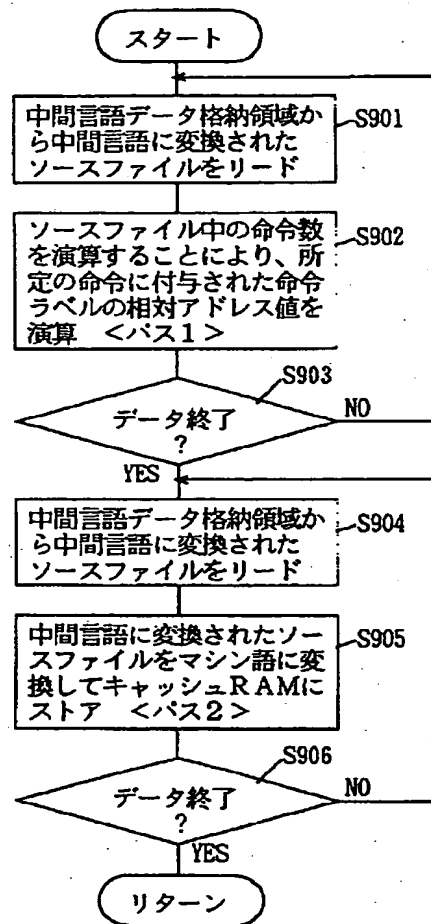 スタート
中間言語データ格納領域か
ら中間言語に変換された
ソースファイルをリード
S901
ソースファイル中の命令数
を演算することにより、所
定の命令に付与された命令
ラベルの相対アドレス値を
演算 <パス1>
S902
S903
データ終了
?
NO
YES
中間言語データ格納領域か
ら中間言語に変換された
ソースファイルをリード
S904
中間言語に変換されたソー
スファイルをマシン語に変
換してキャッシュRAMに
ストア <パス2>
S905
S906
データ終了
?
NO
YES
リターン